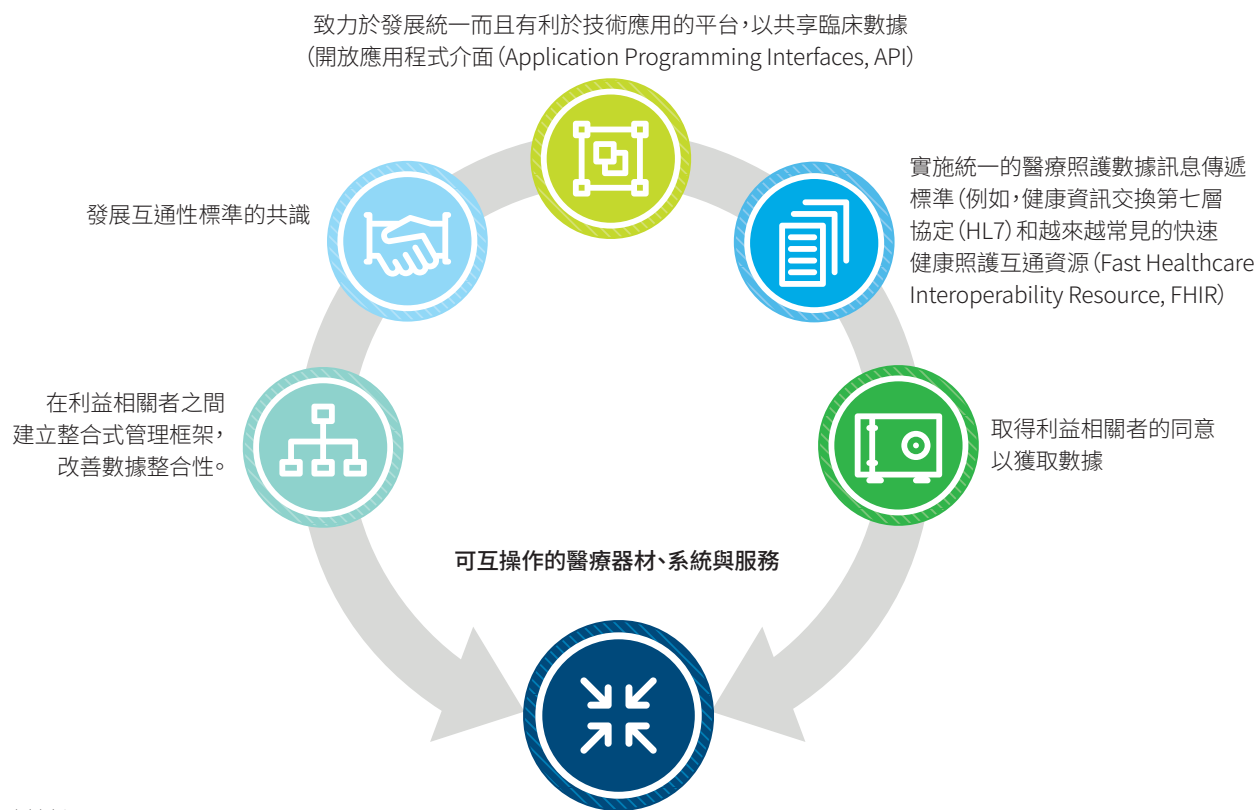 致力於發展統一而且有利於技術應用的平台，以共享臨床數據
（開放應用程式介面（Application Programming Interfaces, API）
發展互通性標準的共識
實施統一的醫療照護數據訊息傳遞
標準（例如，健康資訊交換第七層
協定（HL7）和越來越常見的快速
健康照護互通資源（Fast Healthcare
Interoperability Resource, FHIR）
在利益相關者之間
建立整合式管理框架，
改善數據整合性。
取得利益相關者的同意
以獲取數據
可互操作的醫療器材、系統與服務